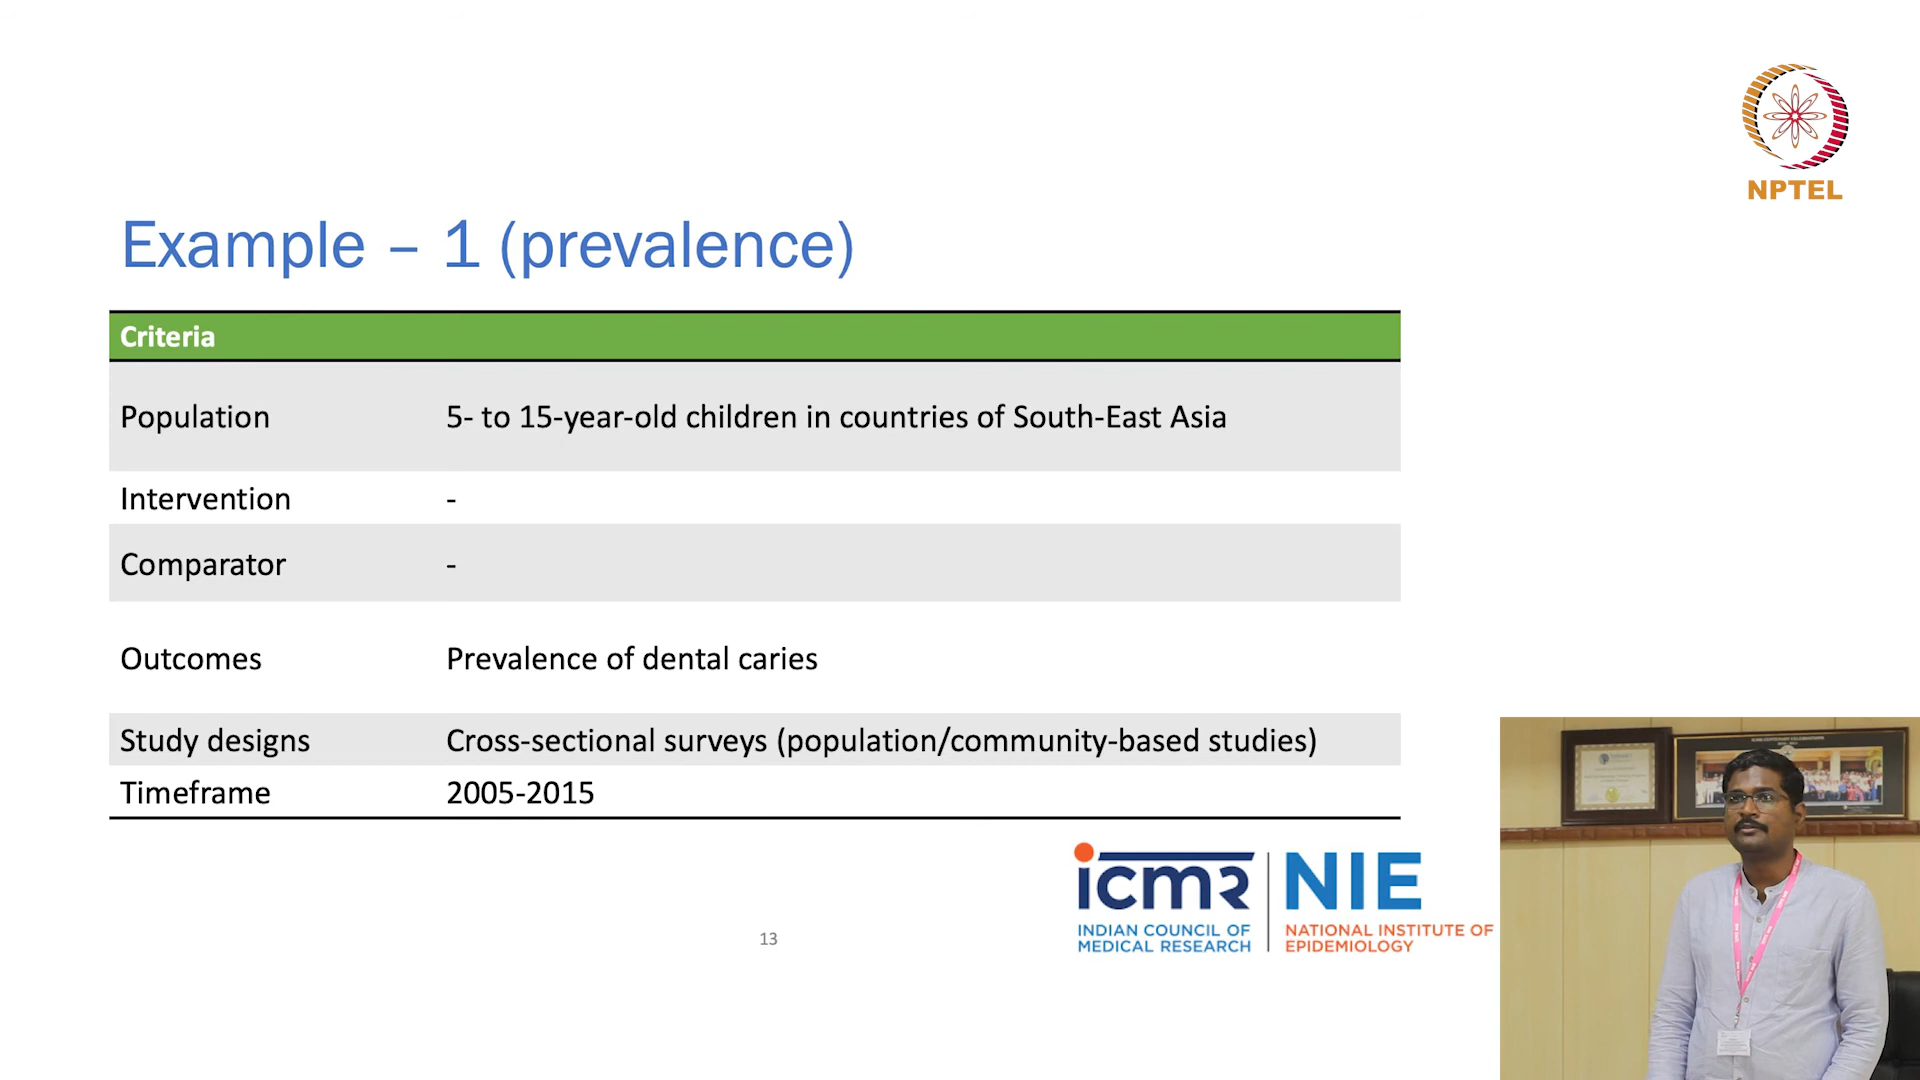 NPTEL
Example – 1 (prevalence)
Criteria
Population 5- to 15-year-old children in countries of South-East Asia
Intervention -
Comparator -
Outcomes Prevalence of dental caries
Study designs Cross-sectional surveys (population/community-based studies)
Timeframe 2005-2015
icmr
INDIAN COUNCIL OF
MEDICAL RESEARCH
NIE
NATIONAL INSTITUTE OF
EPIDEMIOLOGY
13